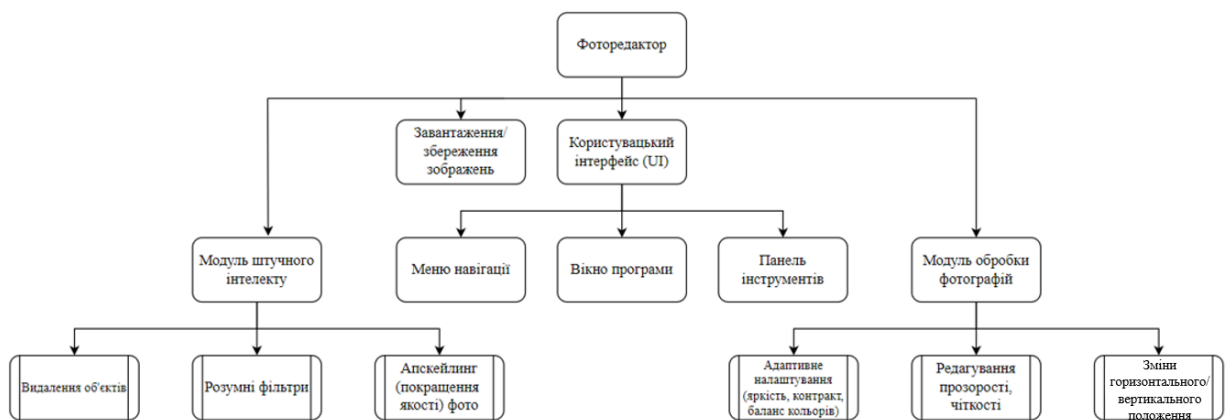 Фоторедактор
Завантаження/
збереження
зображень
Користувацький
інтерфейс (UI)
Модуль штучного
інтелекту
Меню навігації
Вікно програми
Панель
інструментів
Модуль обробки
фотографій
Видалення об'єктів
Розумні фільтри
Апскейлинг
(покращення
якості) фото
Адаптивне
налаштування
(яркість, контракт,
баланс кольорів)
Редагування
прозорості,
чіткості
Зміни
горизонтального/
вертикального
положення